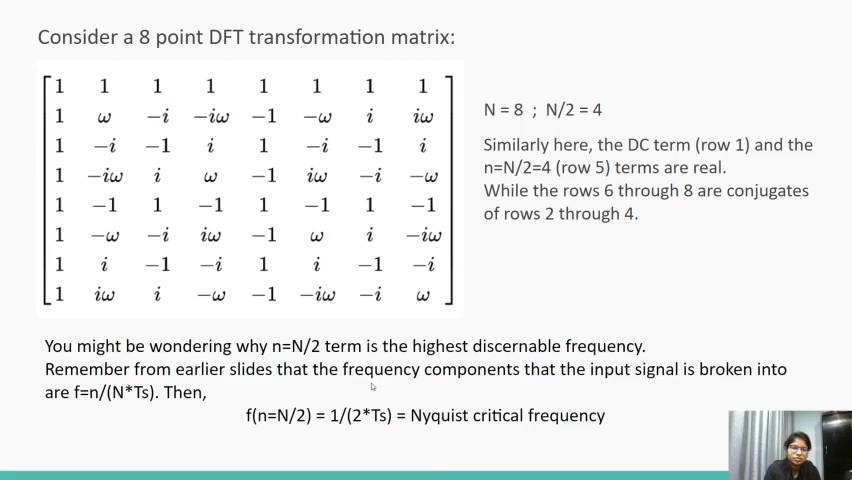 Consider a 8 point DFT transformation matrix:
1 1 1 1 1 1 1 1
1 ω −i −iω −1 −ω i iω
1 −i −1 i 1 −i −1 i
1 −iω i ω −1 iω −i −ω
1 −1 1 −1 1 −1 1 −1
1 −ω −i iω −1 ω i −iω
1 i −1 −i 1 i −1 −i
1 iω i −ω −1 −iω −i ω
N = 8 ; N/2 = 4
Similarly here, the DC term (row 1) and the
n=N/2=4 (row 5) terms are real.
While the rows 6 through 8 are conjugates
of rows 2 through 4.
You might be wondering why n=N/2 term is the highest discernable frequency.
Remember from earlier slides that the frequency components that the input signal is broken into
are f=n/(N*Ts). Then,
f(n=N/2) = 1/(2*Ts) = Nyquist critical frequency